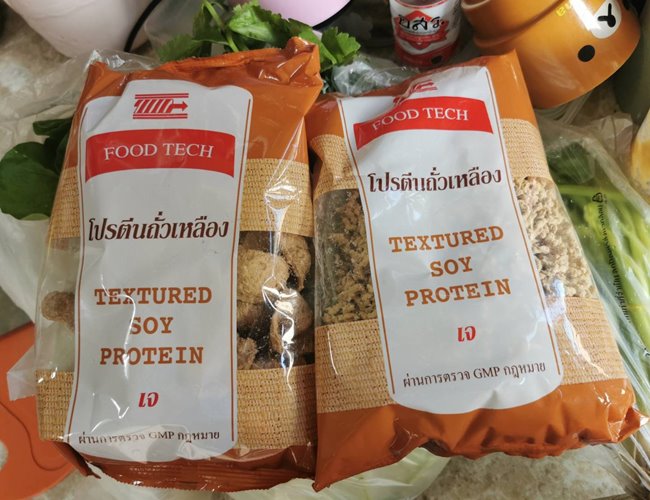 FOOD TECH
โปรตีนถั่วเหลือง
TEXTURED
SOY
PROTEIN
เจ
ผ่านการตรวจ GMP กฎหมาย
FOOD TECH
โปรตีนถั่วเหลือง
TEXTURED
SOY
PROTEIN
เจ
ผ่านการตรวจ GMP กฎหมาย